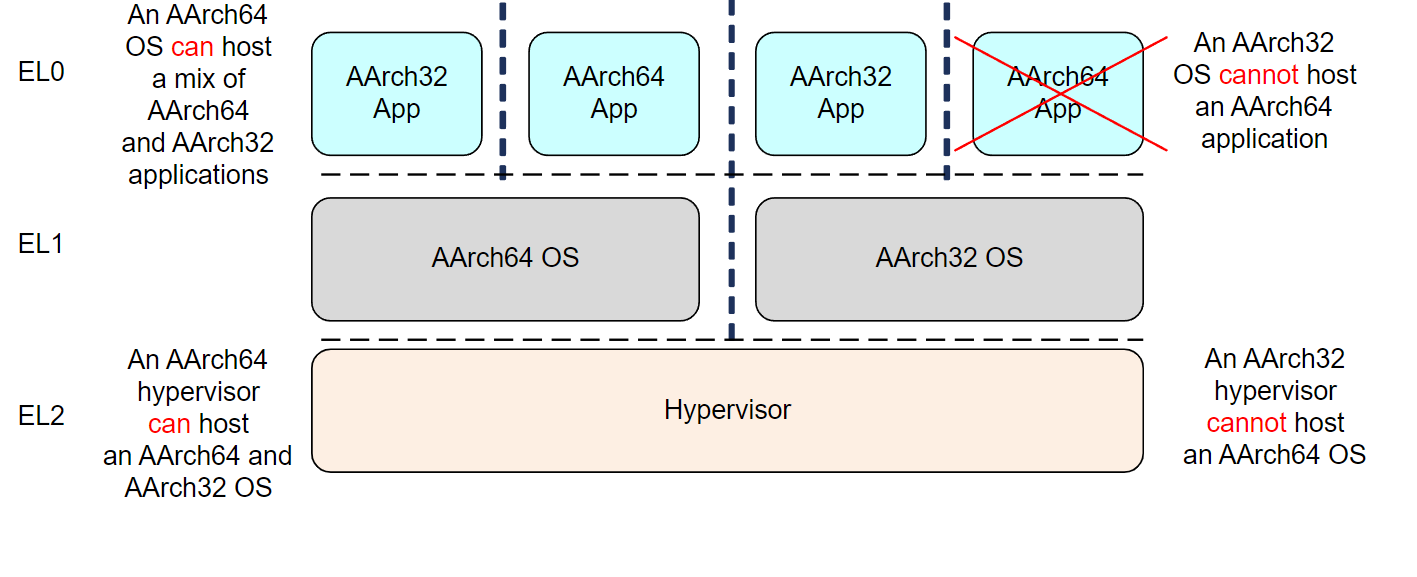 An AArch64
OS can host
a mix of
AArch64
and AArch32
applications
EL0
AArch32
App
AArch64
App
AArch32
App
AArch64
App
An AArch32
OS cannot host
an AArch64
application
EL1
AArch64 OS
AArch32 OS
An AArch64
hypervisor
can host
an AArch64 and
AArch32 OS
EL2
Hypervisor
An AArch32
hypervisor
cannot host
an AArch64 OS